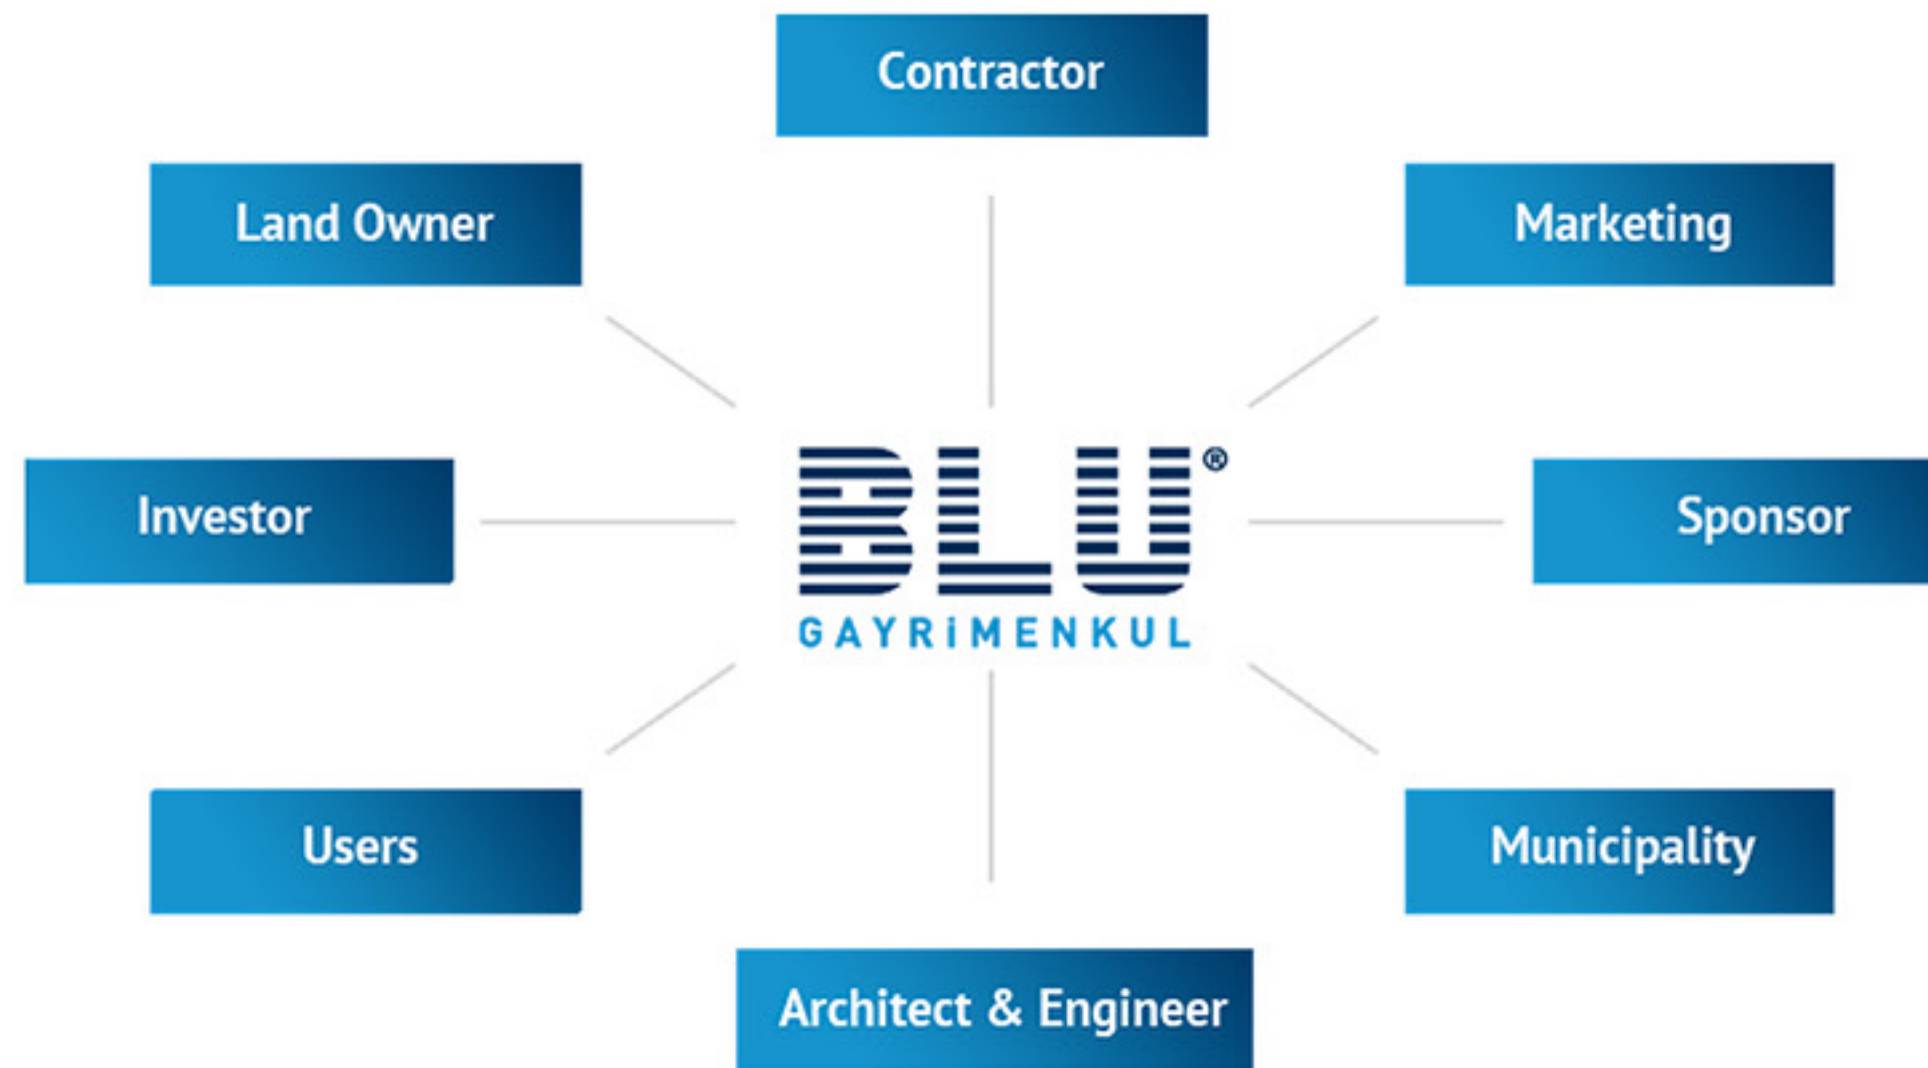 Contractor
Land Owner
Marketing
BLU®
GAYRiMENKUL
Investor
Sponsor
Users
Municipality
Architect & Engineer